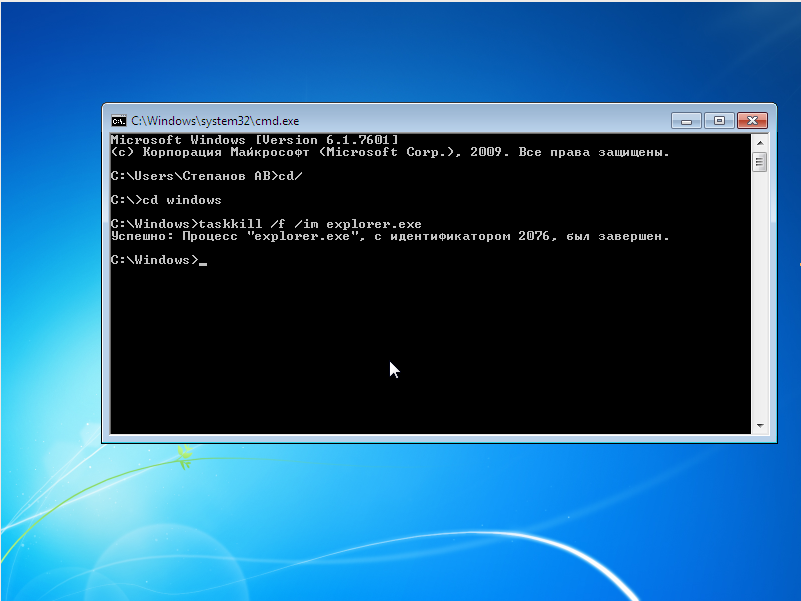 C:\Windows\system32\cmd.exe
Microsoft Windows [Version 6.1.7601]
(c) Корпорация Майкрософт (Microsoft Corp.), 2009. Все права защищены.
C:\Users\Степанов АВ>cd/
C:\>cd windows
C:\Windows>taskkill /f /im explorer.exe
Успешно: Процесс "explorer.exe", с идентификатором 2076, был завершен.
C:\Windows>_